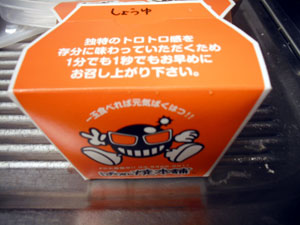 しょうゆ
独特のトロトロ感を
存分に味わっていただくため
1分でも1秒でもお早めに
お召し上がり下さい。
一玉食べれば元気ばくはつ!!